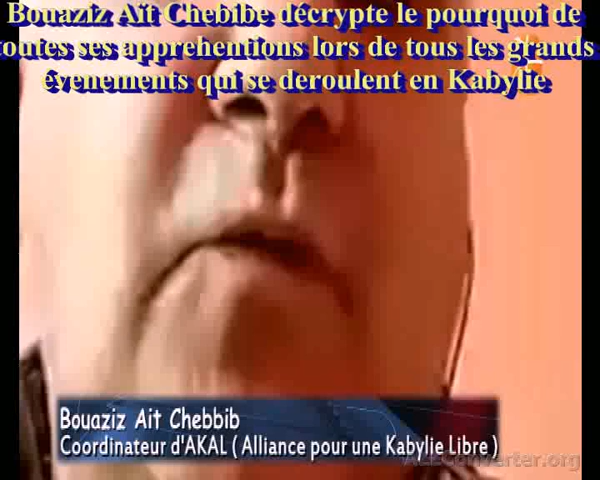 Bouaziz Aït Chebibe décrypte le pourquoi de
toutes ses apprehentions lors de tous les grands
évenements qui se deroulent en Kabylie
Bouaziz Ait Chebbib
Coordinateur d'AKAL ( Alliance pour une Kabylie Libre )